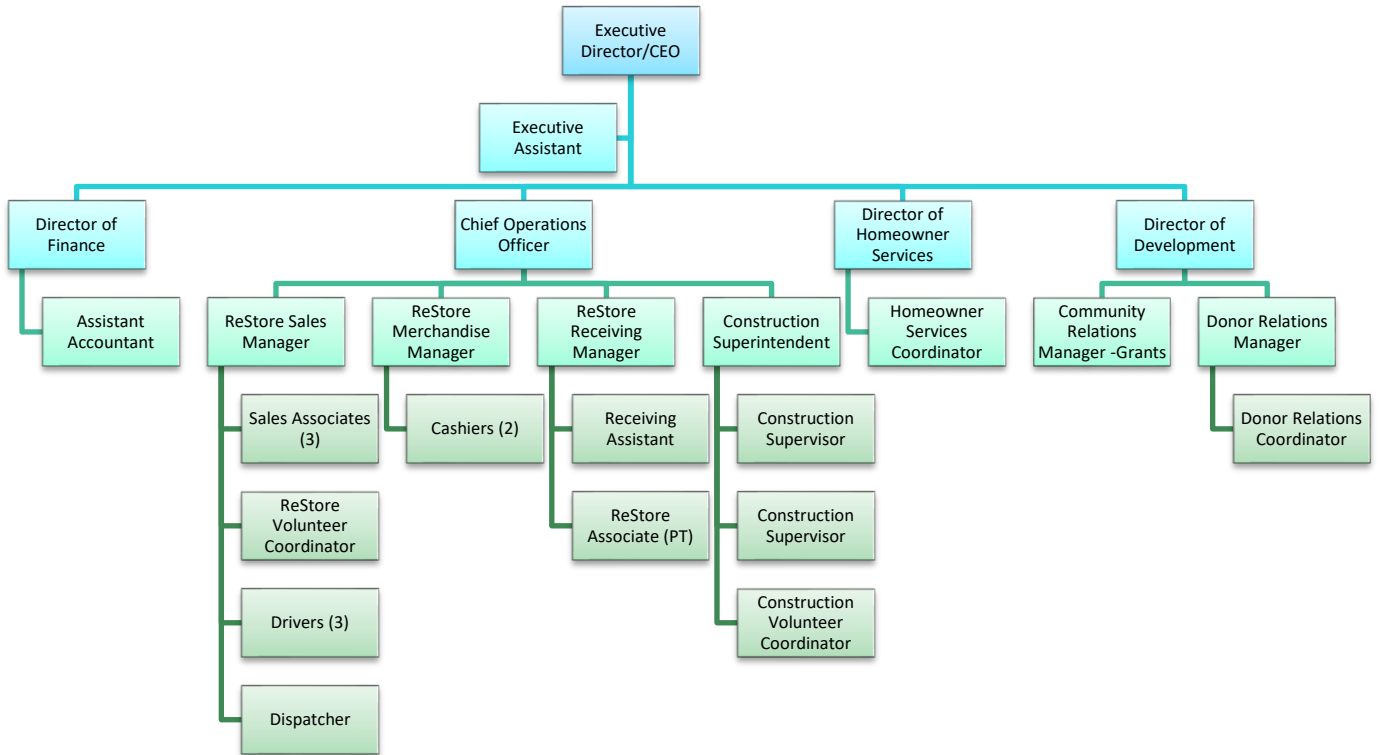 Executive
Director/CEO
Executive
Assistant
Director of
Finance
Chief Operations
Officer
Director of
Homeowner
Services
Director of
Development
Assistant
Accountant
ReStore Sales
Manager
ReStore
Merchandise
Manager
ReStore
Receiving
Manager
Construction
Superintendent
Homeowner
Services
Coordinator
Community
Relations
Manager -Grants
Donor Relations
Manager
Sales Associates
(3)
Cashiers (2)
Receiving
Assistant
Construction
Supervisor
Donor Relations
Coordinator
ReStore
Volunteer
Coordinator
ReStore
Associate (PT)
Construction
Supervisor
Drivers (3)
Construction
Volunteer
Coordinator
Dispatcher